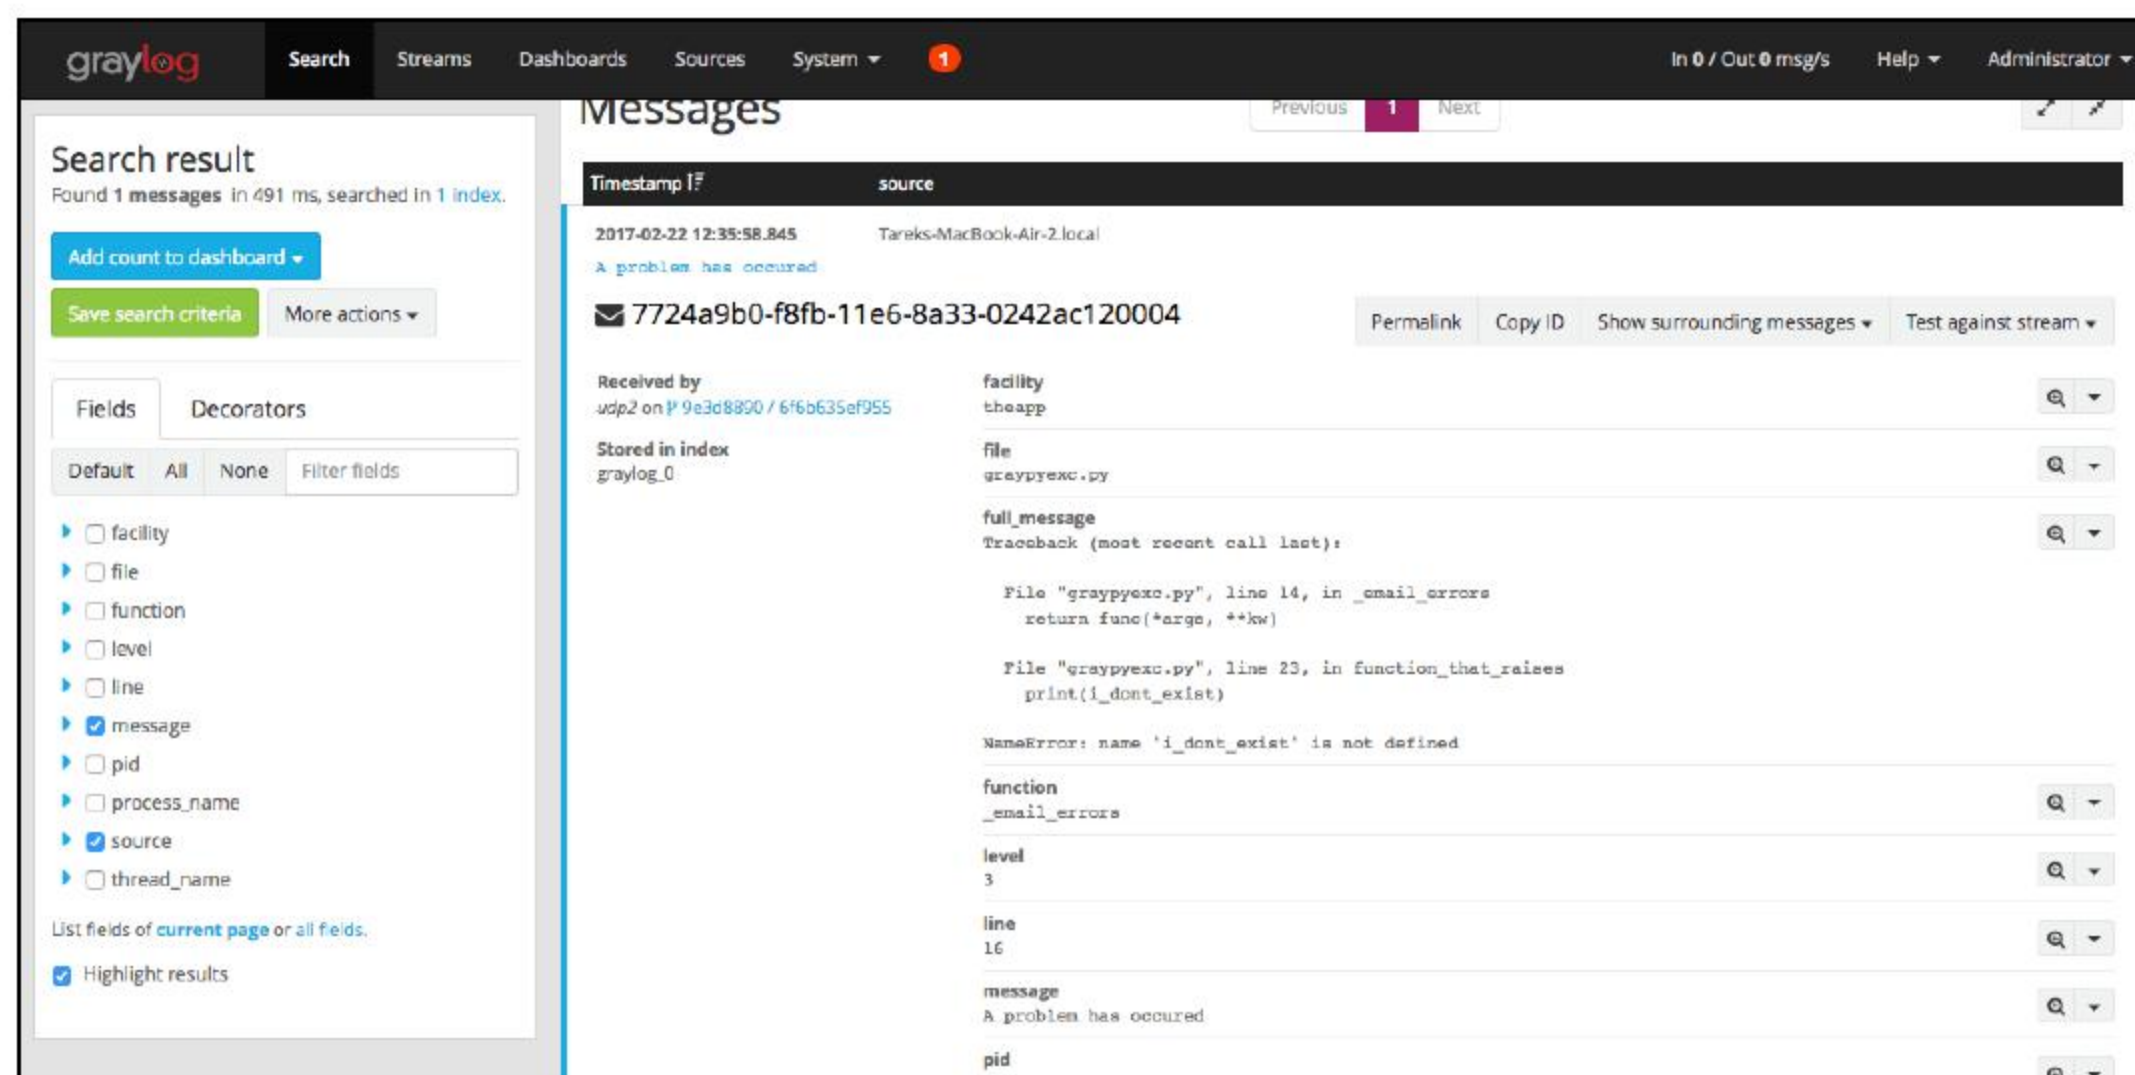 graylog Search Streams Dashboards Sources System 1 In 0 / Out 0 msg/s Help Administrator
Messages Previous 1 Next
Search result
Found 1 messages in 491 ms, searched in 1 index.
Add count to dashboard
Save search criteria More actions
Fields Decorators
Default All None Filter fields
facility
file
function
level
line
message
pid
process_name
source
thread_name
List fields of current page or all fields.
Highlight results
Timestamp source
2017-02-22 12:35:58.845 Tareks-MacBook-Air-2.local
A problem has occured
7724a9b0-f8fb-11e6-8a33-0242ac120004
Permalink Copy ID Show surrounding messages Test against stream
Received by
udp2 on 9e3d8890 / 6f6b635ef955
Stored in index
graylog_0
facility
theapp
file
graypyexc.py
full_message
Traceback (most recent call last):
File "graypyexc.py", line 14, in _email_errors
return func(*args, **kw)
File "graypyexc.py", line 23, in function_that_raises
print(i_dont_exist)
NameError: name 'i_dont_exist' is not defined
function
_email_errors
level
3
line
16
message
A problem has occured
pid